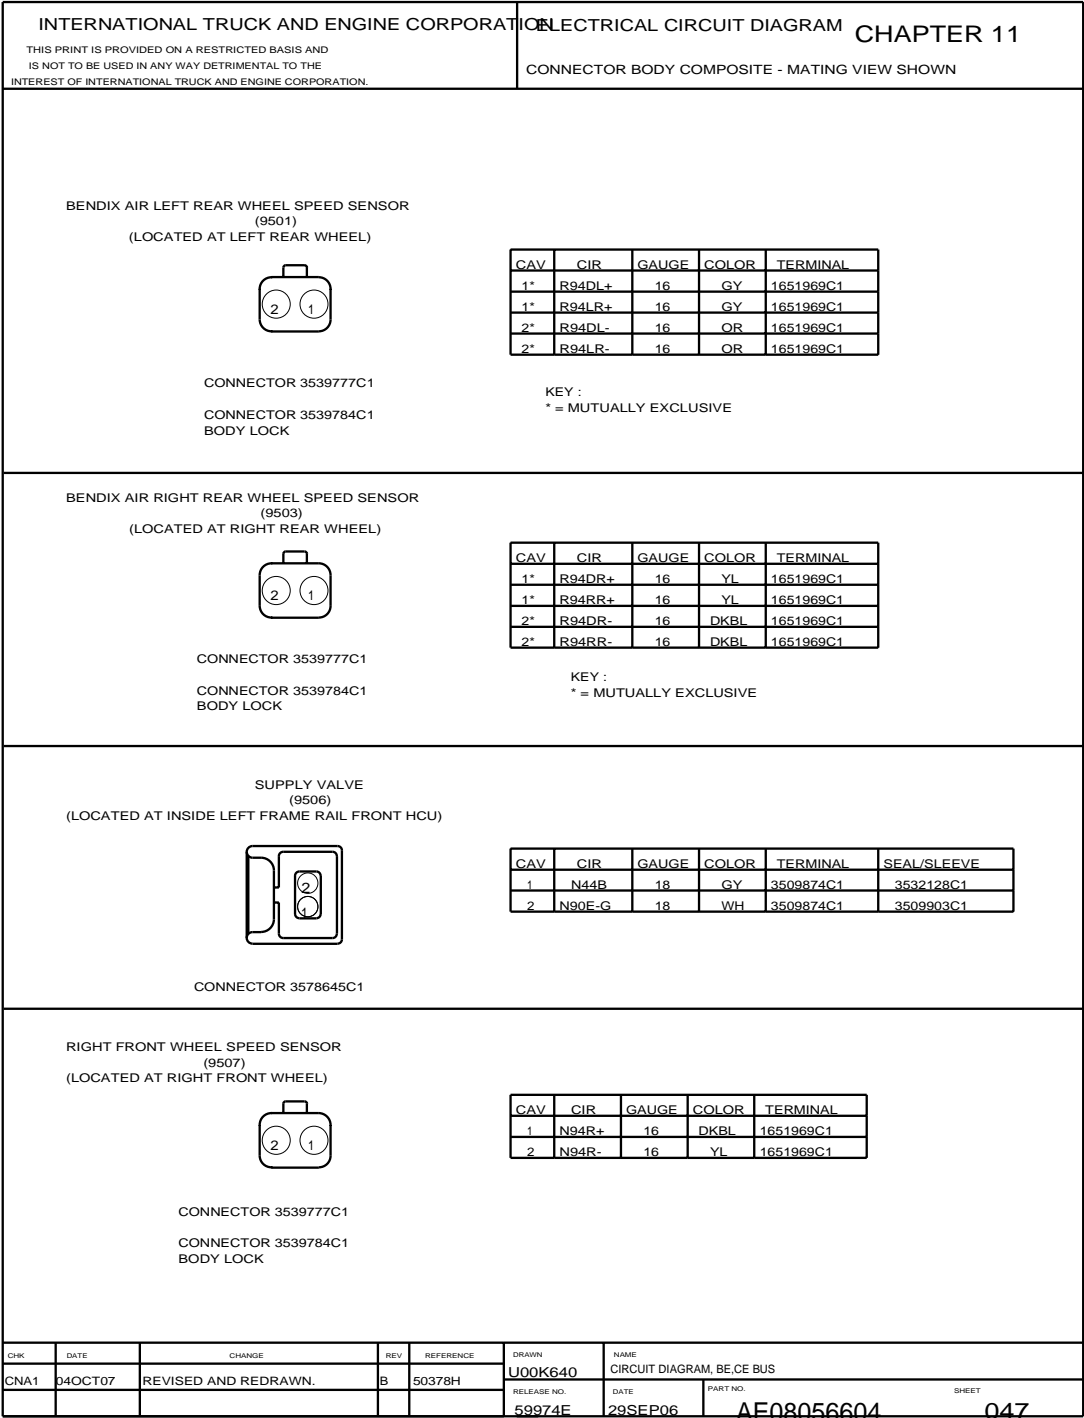 INTERNATIONAL TRUCK AND ENGINE CORPORATION
THIS PRINT IS PROVIDED ON A RESTRICTED BASIS AND
IS NOT TO BE USED IN ANY WAY DETRIMENTAL TO THE
INTEREST OF INTERNATIONAL TRUCK AND ENGINE CORPORATION.
ELECTRICAL CIRCUIT DIAGRAM CHAPTER 11
CONNECTOR BODY COMPOSITE - MATING VIEW SHOWN
BENDIX AIR LEFT REAR WHEEL SPEED SENSOR
(9501)
(LOCATED AT LEFT REAR WHEEL)
2 1
CONNECTOR 3539777C1
CONNECTOR 3539784C1
BODY LOCK
CAV CIR GAUGE COLOR TERMINAL
1* R94DL+ 16 GY 1651969C1
1* R94LR+ 16 GY 1651969C1
2* R94DL- 16 OR 1651969C1
2* R94LR- 16 OR 1651969C1
KEY :
* = MUTUALLY EXCLUSIVE
BENDIX AIR RIGHT REAR WHEEL SPEED SENSOR
(9503)
(LOCATED AT RIGHT REAR WHEEL)
2 1
CONNECTOR 3539777C1
CONNECTOR 3539784C1
BODY LOCK
CAV CIR GAUGE COLOR TERMINAL
1* R94DR+ 16 YL 1651969C1
1* R94RR+ 16 YL 1651969C1
2* R94DR- 16 DKBL 1651969C1
2* R94RR- 16 DKBL 1651969C1
KEY :
* = MUTUALLY EXCLUSIVE
SUPPLY VALVE
(9506)
(LOCATED AT INSIDE LEFT FRAME RAIL FRONT HCU)
2
1
CONNECTOR 3578645C1
CAV CIR GAUGE COLOR TERMINAL SEAL/SLEEVE
1 N44B 18 GY 3509874C1 3532128C1
2 N90E-G 18 WH 3509874C1 3509903C1
RIGHT FRONT WHEEL SPEED SENSOR
(9507)
(LOCATED AT RIGHT FRONT WHEEL)
2 1
CONNECTOR 3539777C1
CONNECTOR 3539784C1
BODY LOCK
CAV CIR GAUGE COLOR TERMINAL
1 N94R+ 16 DKBL 1651969C1
2 N94R- 16 YL 1651969C1
CHK DATE CHANGE REV REFERENCE
CNA1 04OCT07 REVISED AND REDRAWN. B 50378H
DRAWN
U00K640
NAME
CIRCUIT DIAGRAM, BE,CE BUS
RELEASE NO.
59974E
DATE
29SEP06
PART NO.
AE08056604
SHEET
047